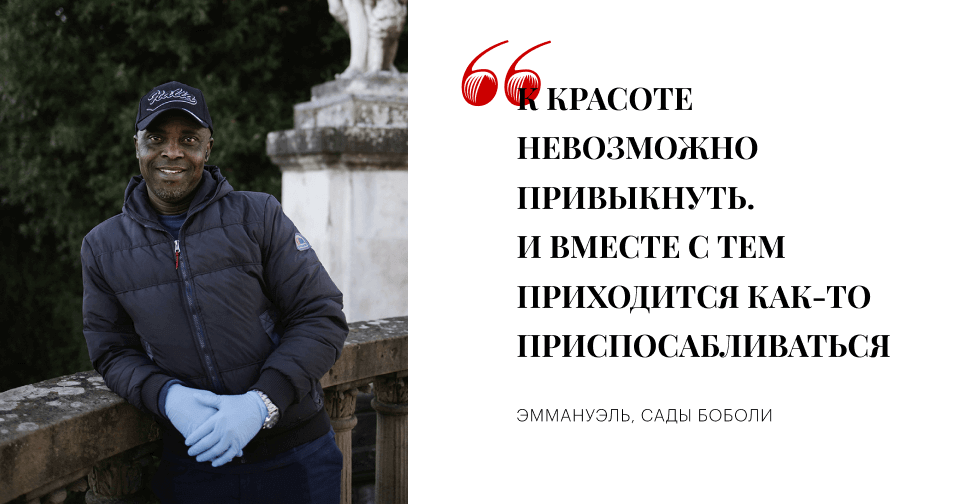 К КРАСОТЕ
НЕВОЗМОЖНО
ПРИВЫКНУТЬ.
И ВМЕСТЕ С ТЕМ
ПРИХОДИТСЯ КАК-ТО
ПРИСПОСАБЛИВАТЬСЯ
ЭММАНУЭЛЬ, САДЫ БОБОЛИ